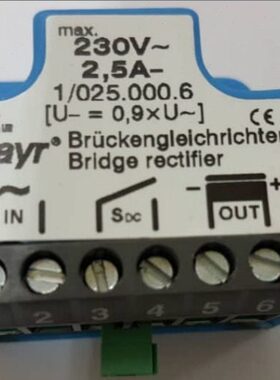 max.
230V~
2,5A-
1/025.000.6
[U- = 0,9×U~]
ayr® Brückengleichrichter
Bridge rectifier
~ - +
IN SDC OUT
2 3 4 5 6